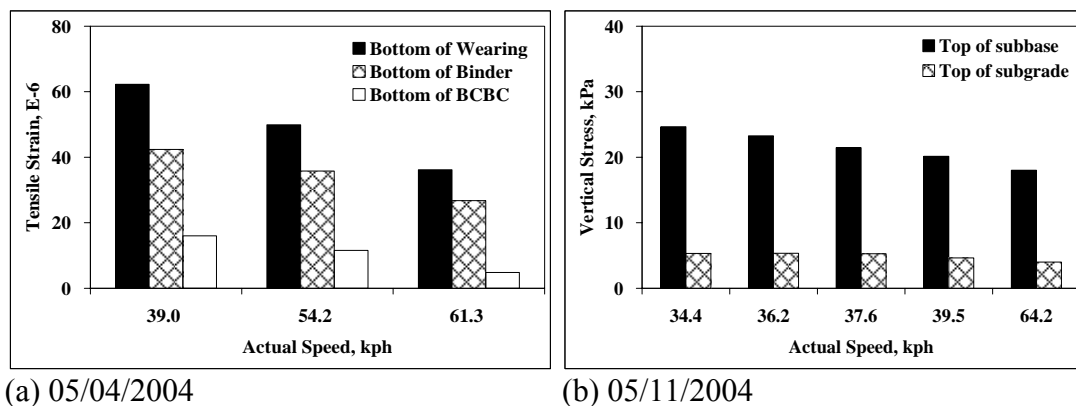 80
60
40
20
0
Tensile Strain, E-6
Bottom of Wearing
Bottom of Binder
Bottom of BCBC
39.0 54.2 61.3
Actual Speed, kph
(a) 05/04/2004
40
30
20
10
0
Vertical Stress, kPa
Top of subbase
Top of subgrade
34.4 36.2 37.6 39.5 64.2
Actual Speed, kph
(b) 05/11/2004